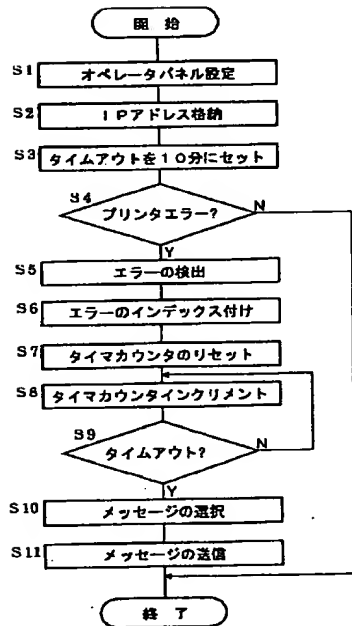 開 始
S1 オペレータパネル設定
S2 IPアドレス格納
S3 タイムアウトを10分にセット
S4
プリンタエラー? N
Y
S5 エラーの検出
S6 エラーのインデックス付け
S7 タイマカウンタのリセット
S8 タイマカウンタインクリメント
S9
タイムアウト? N
Y
S10 メッセージの選択
S11 メッセージの送信
終 了